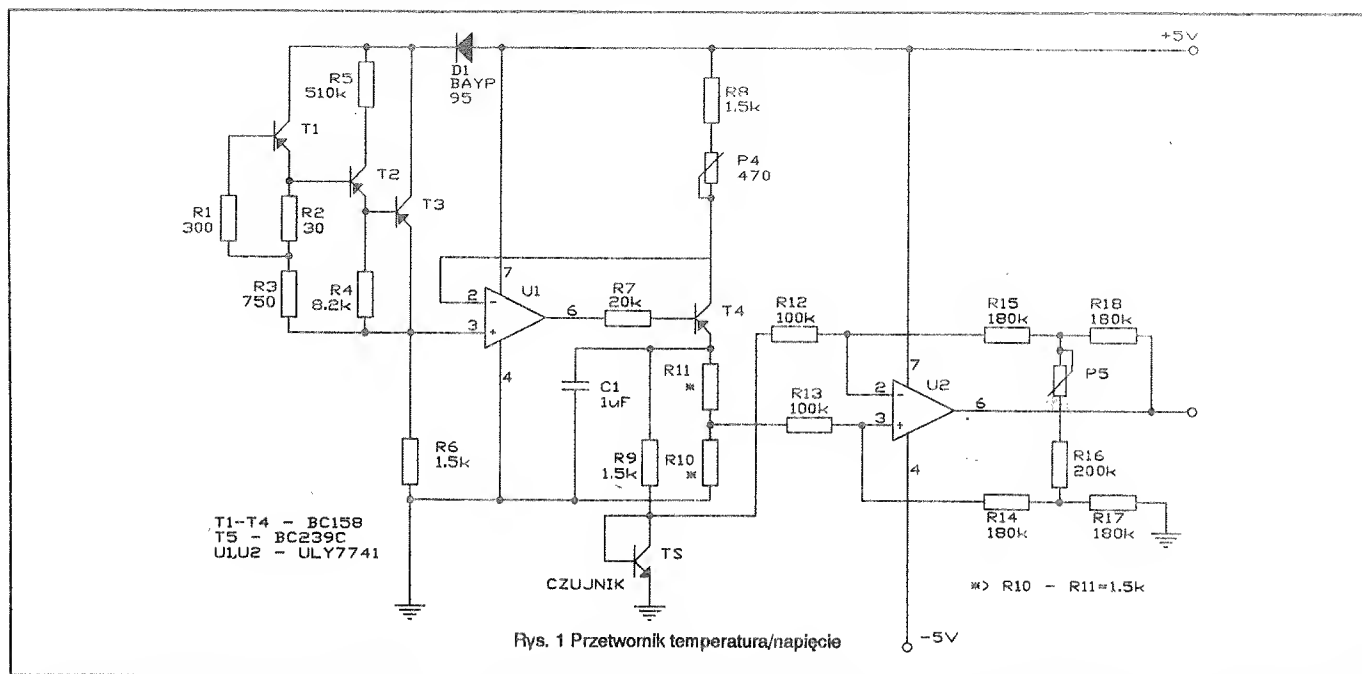 +5V
D1
BAYP
95
R5
510k
R8
1.5k
T1
P4
470
T2
T3
R1
300
R2
30
R3
750
R4
8.2k
7
2
-
U1
3
+
6
4
R7
20k
T4
R12
100k
R15
180k
R18
180k
R11
*
C1
1uF
R13
100k
7
2
-
U2
3
+
6
4
P5
R6
1.5k
R9
1.5k
R10
*
R16
200k
R14
180k
R17
180k
T1-T4 - BC158
T5 - BC239C
U1,U2 - ULY7741
TS
CZUJNIK
*) R10 - R11=1.5k
-5V
Rys. 1 Przetwornik temperatura/napięcie